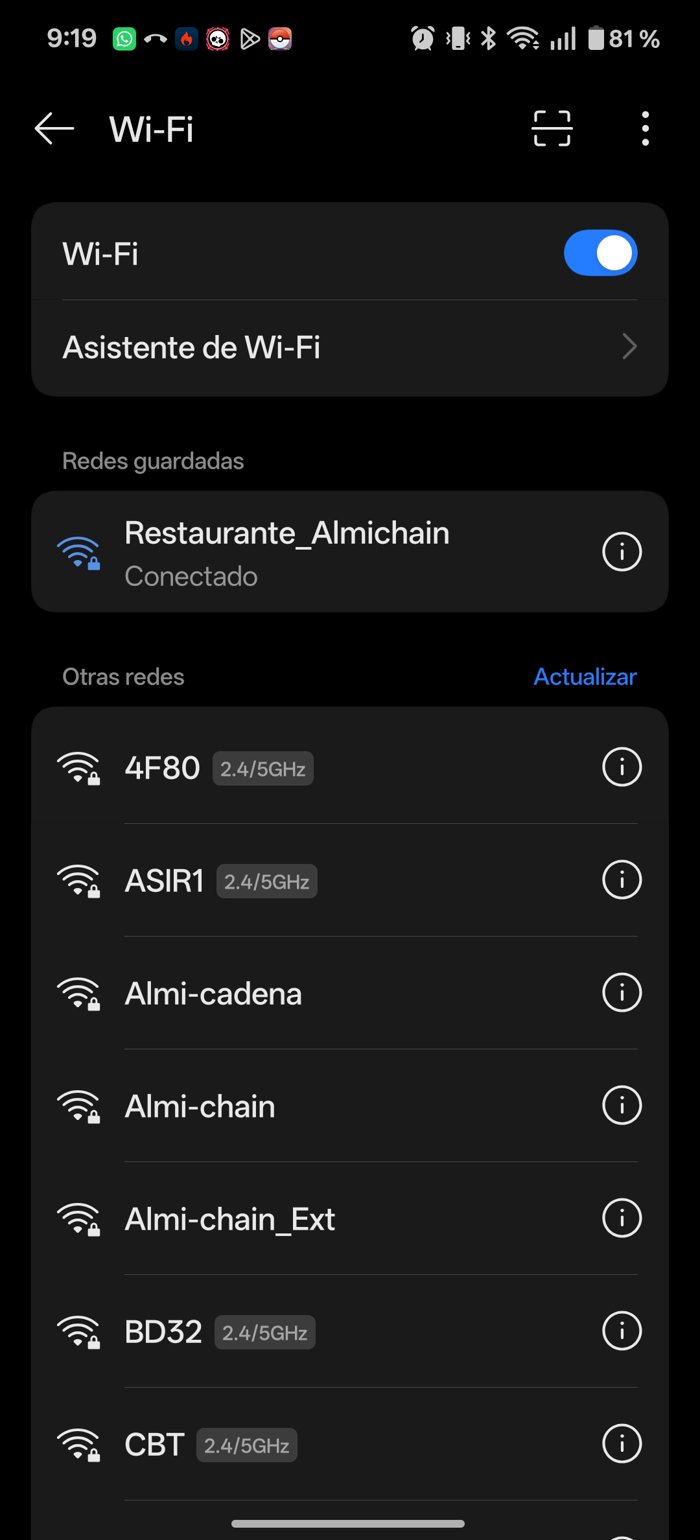 9:19 81%
Wi-Fi
Wi-Fi
Asistente de Wi-Fi
Redes guardadas
Restaurante_Almichain
Conectado
Otras redes Actualizar
4F80 2.4/5GHz
ASIR1 2.4/5GHz
Almi-cadena
Almi-chain
Almi-chain_Ext
BD32 2.4/5GHz
CBT 2.4/5GHz